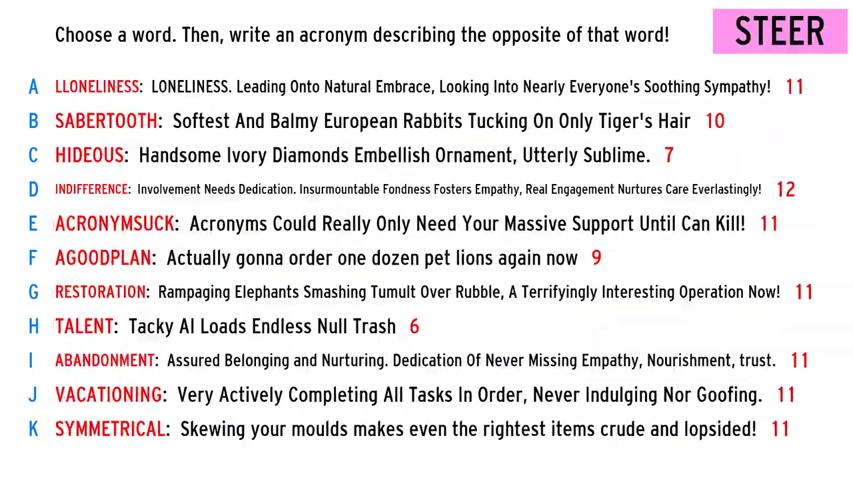 Choose a word. Then, write an acronym describing the opposite of that word!
STEER
A LLONELINESS: LONELINESS. Leading Onto Natural Embrace, Looking Into Nearly Everyone's Soothing Sympathy! 11
B SABERTOOTH: Softest And Balmy European Rabbits Tucking On Only Tiger's Hair 10
C HIDEOUS: Handsome Ivory Diamonds Embellish Ornament, Utterly Sublime. 7
D INDIFFERENCE: Involvement Needs Dedication. Insurmountable Fondness Fosters Empathy, Real Engagement Nurtures Care Everlastingly! 12
E ACRONYMSUCK: Acronyms Could Really Only Need Your Massive Support Until Can Kill! 11
F AGOODPLAN: Actually gonna order one dozen pet lions again now 9
G RESTORATION: Rampaging Elephants Smashing Tumult Over Rubble, A Terrifyingly Interesting Operation Now! 11
H TALENT: Tacky AI Loads Endless Null Trash 6
I ABANDONMENT: Assured Belonging and Nurturing. Dedication Of Never Missing Empathy, Nourishment, trust. 11
J VACATIONING: Very Actively Completing All Tasks In Order, Never Indulging Nor Goofing. 11
K SYMMETRICAL: Skewing your moulds makes even the rightest items crude and lopsided! 11